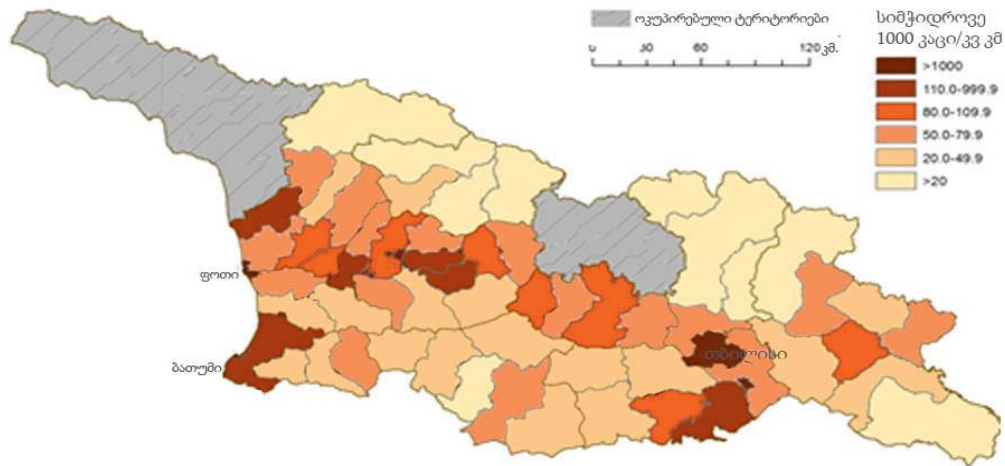 ოკუპირებული ტერიტორიები
0 30 60 120 კმ.
სიმჭიდროვე
1000 კაცი/კვ კმ
>1000
110.0-999.9
80.0-109.9
50.0-79.9
20.0-49.9
>20
ფოთი
თბილისი
ბათუმი